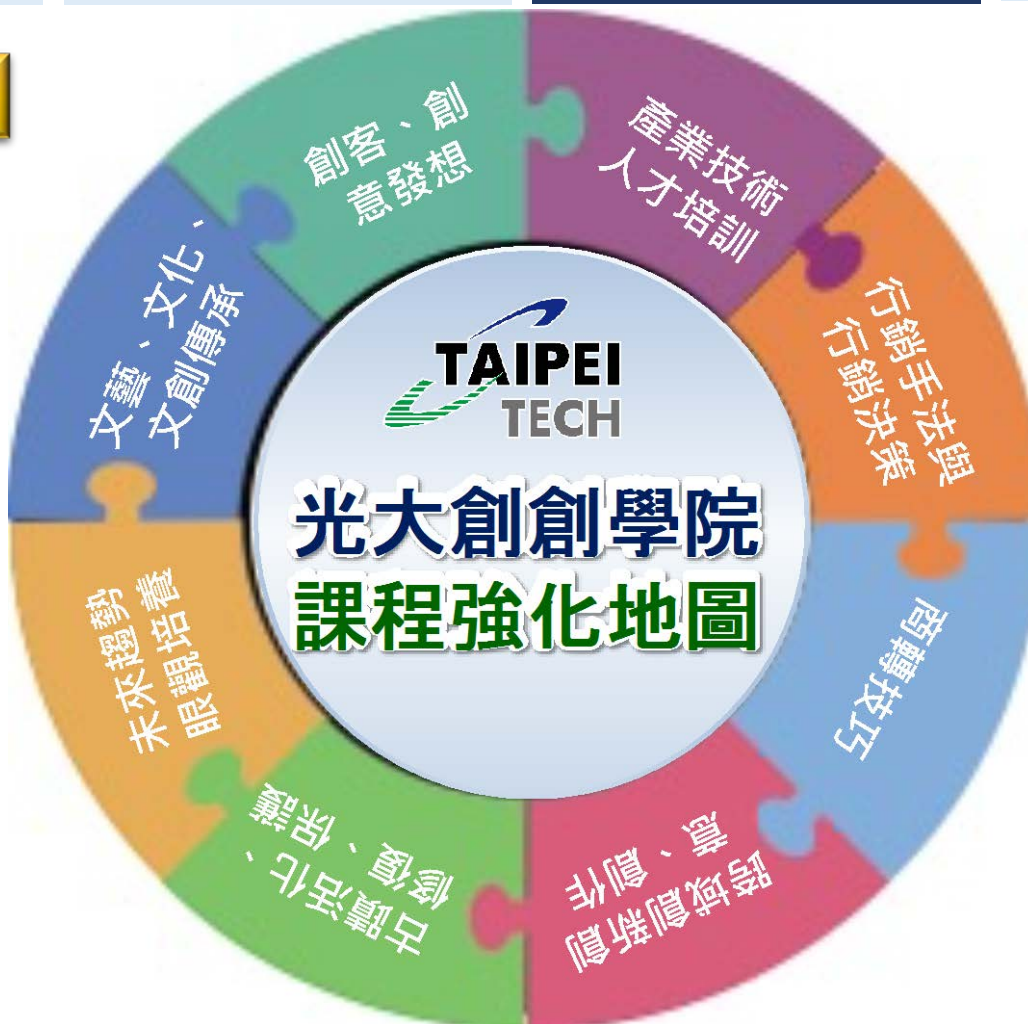 創客、創
意發想
產業技術
人才培訓
行銷手法與
行銷決策
商轉技巧
跨域創新創
意、創作
古蹟活化、
修復、保護
未來趨勢
眼觀培養
文藝、文化、
文創傳承
TAIPEI
TECH
光大創創學院
課程強化地圖